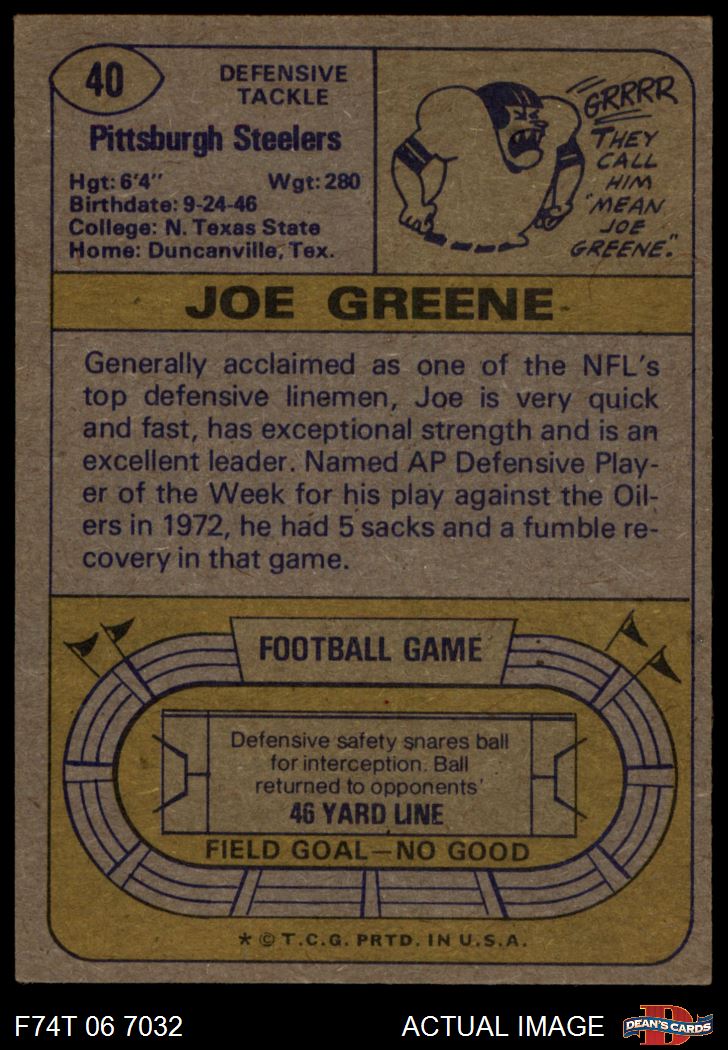 40
DEFENSIVE
TACKLE
Pittsburgh Steelers
Hgt: 6'4" Wgt: 280
Birthdate: 9-24-46
College: N. Texas State
Home: Duncanville, Tex.
GRRRR
THEY
CALL
HIM
"MEAN
JOE
GREENE."
JOE GREENE
Generally acclaimed as one of the NFL's
top defensive linemen, Joe is very quick
and fast, has exceptional strength and is an
excellent leader. Named AP Defensive Play-
er of the Week for his play against the Oil-
ers in 1972, he had 5 sacks and a fumble re-
covery in that game.
FOOTBALL GAME
Defensive safety snares ball
for interception. Ball
returned to opponents'
46 YARD LINE
FIELD GOAL—NO GOOD
* © T.C.G. PRTD. IN U.S.A.
F74T 06 7032 ACTUAL IMAGE
D
DEAN'S CARDS